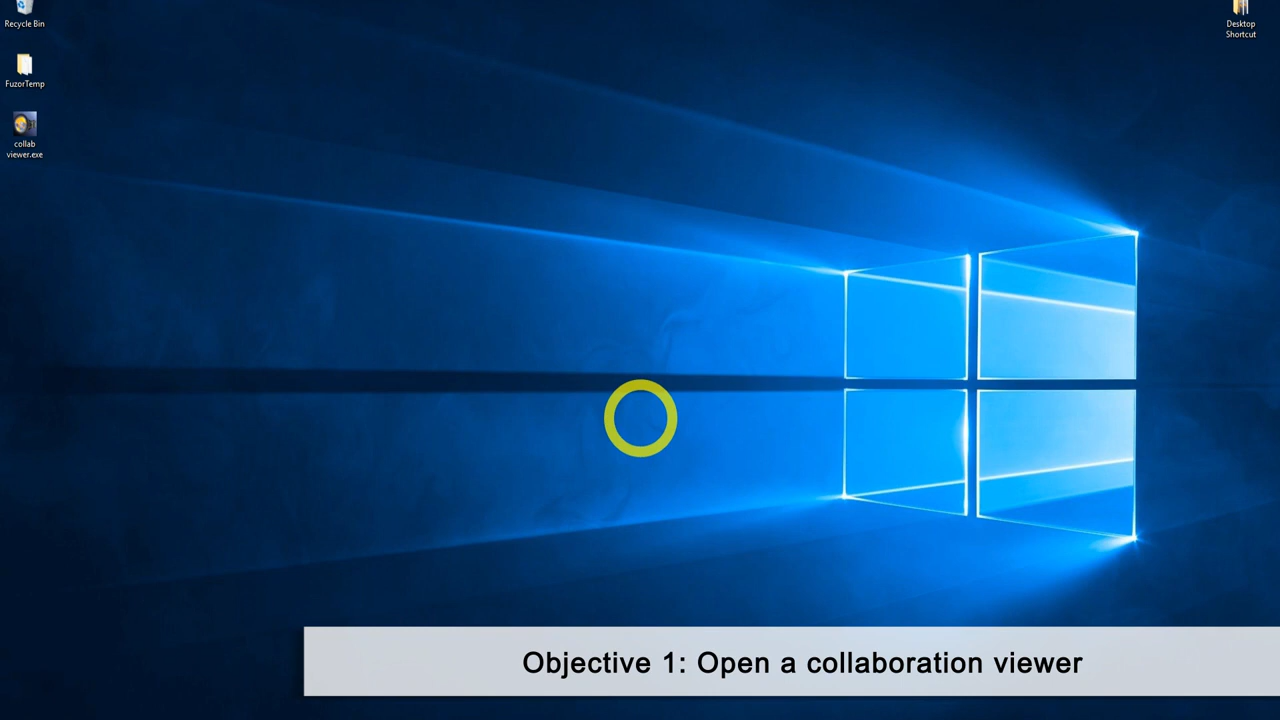 Recycle Bin
Desktop
Shortcut
FuzorTemp
collab
viewer.exe
Objective 1: Open a collaboration viewer